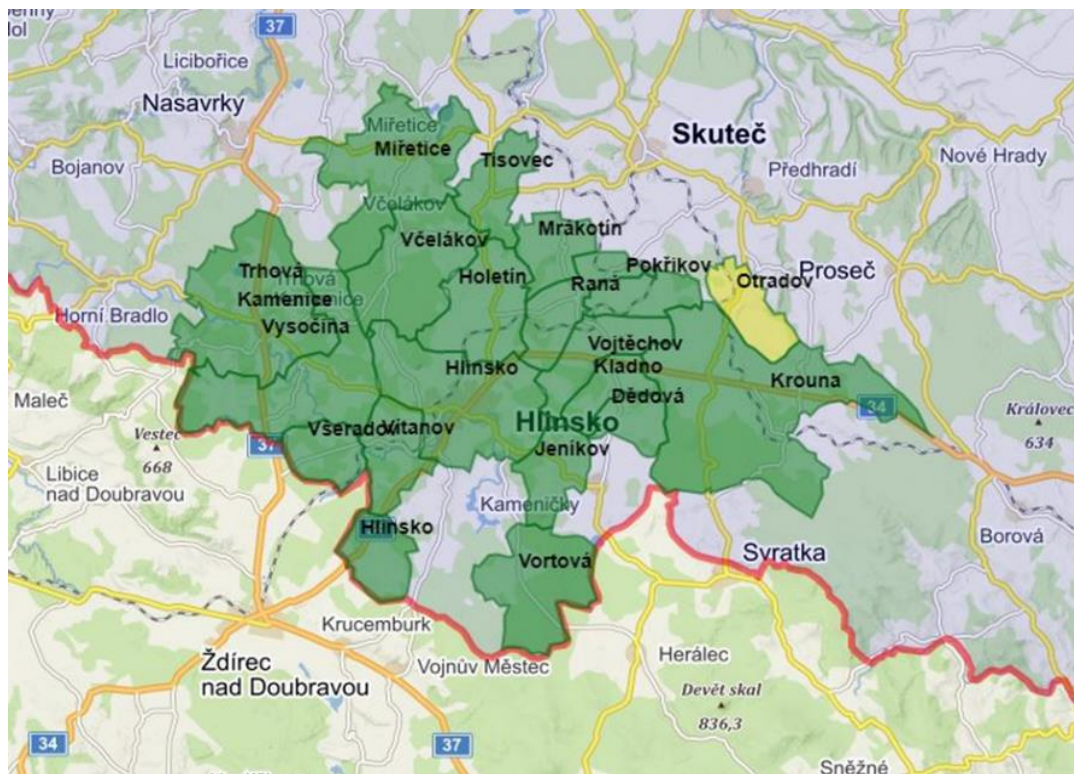 37
Licibořice
Nasavrky
Miřetice
Miřetice
Skuteč
Tisovec
Bojanov
Předhradí
Nové Hrady
Včelákov
Včelákov
Mrákotín
Trhová
Kamenice
Holetín
Raná
Pokřikov
Otradov
Proseč
Horní Bradlo
Vysočina
Vojtěchov
Hlinsko
Kladno
Krouna
Dědová
34
Maleč
Hlinsko
Královec
634
Vestec
668
37
Všeradov
Vítanov
Jeníkov
Libice
nad Doubravou
Kameničky
Hlinsko
Vortová
Svratka
Borová
Krucemburk
Vojnův Městec
Herálec
Ždírec
nad Doubravou
Devět skal
836,3
34
37
Sněžné